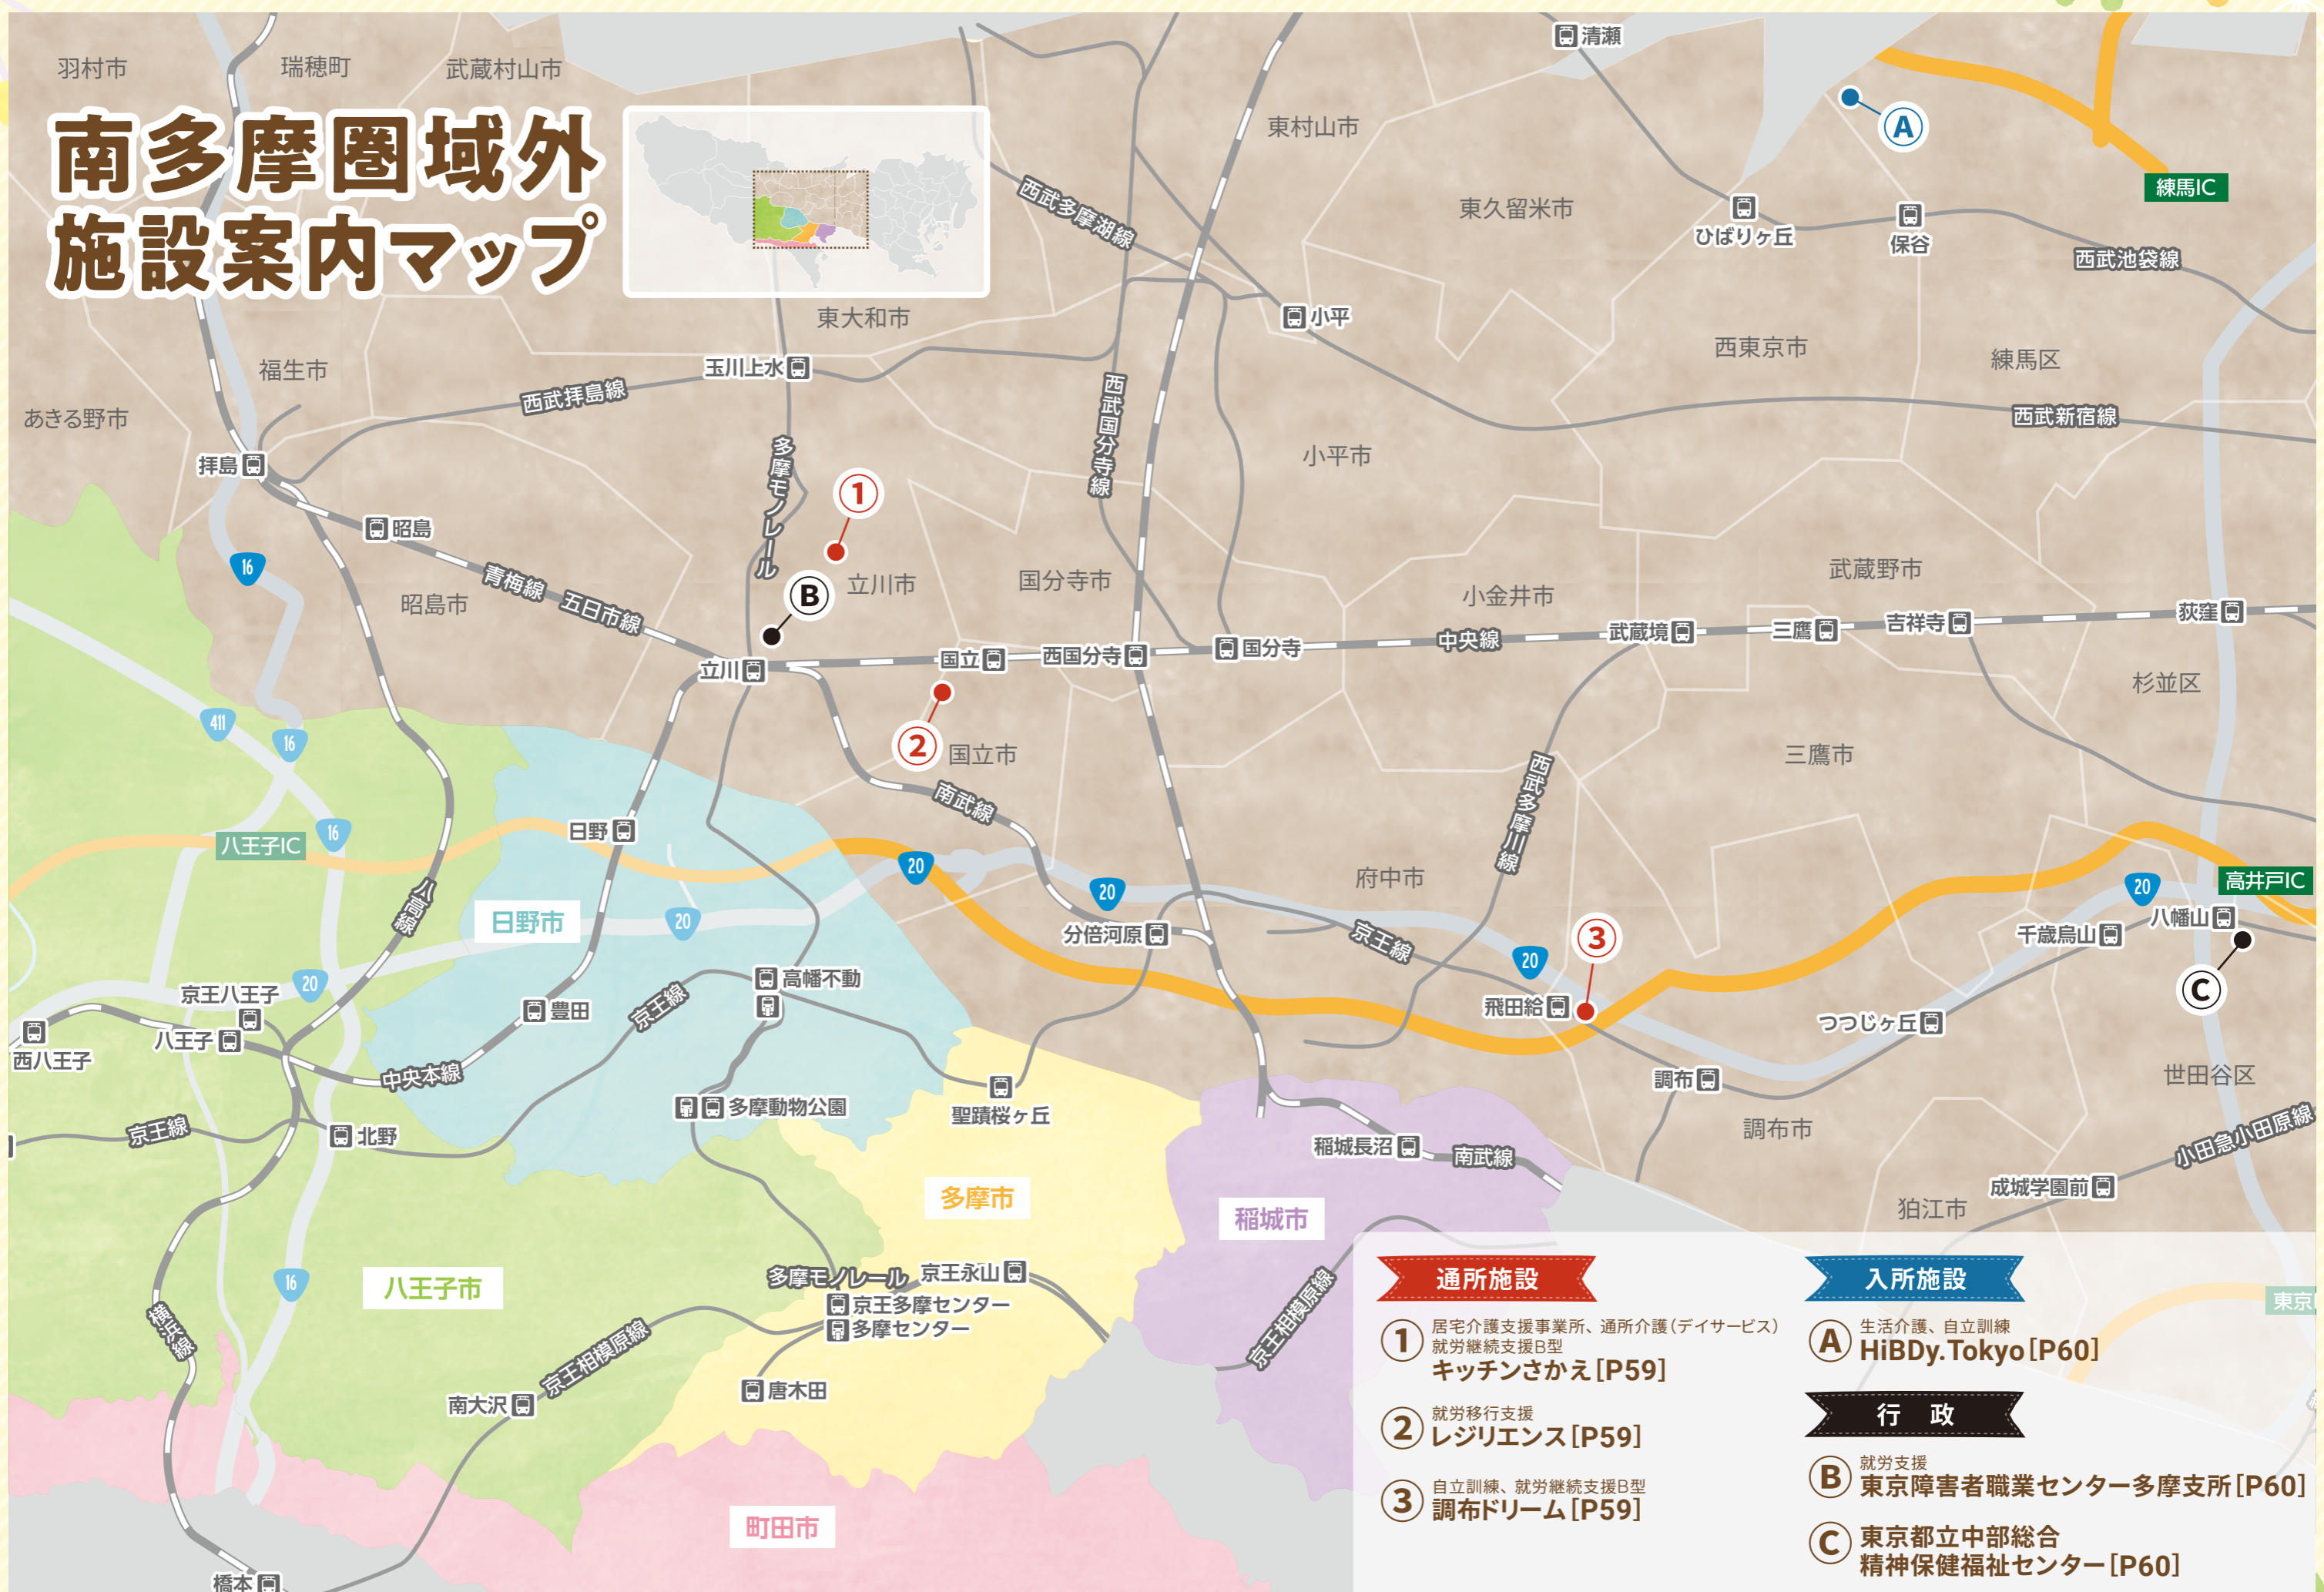 南多摩圏域外
施設案内マップ
羽村市
瑞穂町
武蔵村山市
清瀬
東村山市
A
練馬IC
西武多摩湖線
東久留米市
ひばりヶ丘
保谷
西武池袋線
東大和市
小平
西東京市
練馬区
福生市
玉川上水
西武拝島線
西武国分寺線
あきる野市
西武新宿線
拝島
多摩モノレール
小平市
1
昭島
16
青梅線
五日市線
昭島市
B
立川市
国分寺市
小金井市
武蔵野市
立川
国立
西国分寺
国分寺
中央線
武蔵境
三鷹
吉祥寺
荻窪
杉並区
411
16
2
国立市
三鷹市
南武線
西武多摩川線
16
八王子IC
日野
20
20
府中市
高井戸IC
20
八高線
日野市
20
分倍河原
京王線
3
千歳烏山
八幡山
20
C
京王八王子
20
高幡不動
豊田
京王線
飛田給
つつじヶ丘
西八王子
八王子
中央本線
調布
世田谷区
多摩動物公園
聖蹟桜ヶ丘
京王線
北野
稲城長沼
南武線
調布市
小田急小田原線
成城学園前
狛江市
多摩市
稲城市
16
八王子市
多摩モノレール
京王永山
京王多摩センター
多摩センター
京王相模原線
東京
横浜線
京王相模原線
唐木田
南大沢
町田市
橋本
通所施設
1
居宅介護支援事業所、通所介護(デイサービス)
就労継続支援B型
キッチンさかえ[P59]
2
就労移行支援
レジリエンス[P59]
3
自立訓練、就労継続支援B型
調布ドリーム[P59]
入所施設
A
生活介護、自立訓練
HiBDy.Tokyo[P60]
行 政
B
就労支援
東京障害者職業センター多摩支所[P60]
C
東京都立中部総合
精神保健福祉センター[P60]